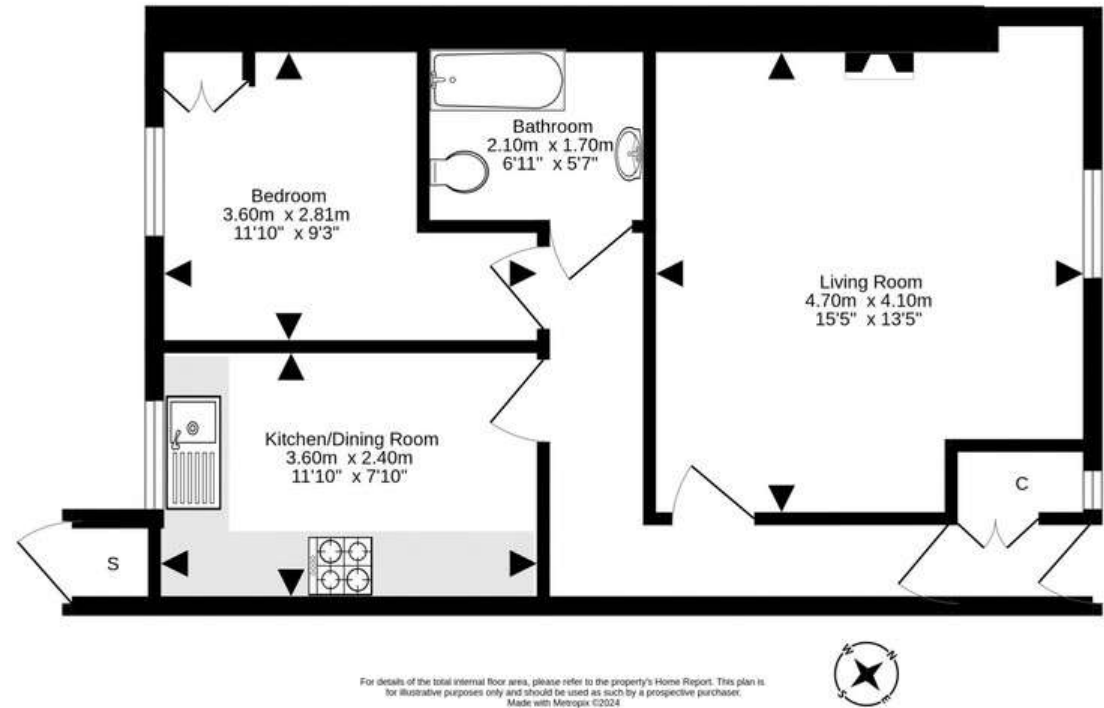 Bathroom
2.10m x 1.70m
6'11" x 5'7"
Bedroom
3.60m x 2.81m
11'10" x 9'3"
Living Room
4.70m x 4.10m
15'5" x 13'5"
Kitchen/Dining Room
3.60m x 2.40m
11'10" x 7'10"
C
S
W
N
S
E
For details of the total internal floor area, please refer to the property's Home Report. This plan is
for illustrative purposes only and should be used as such by a prospective purchaser.
Made with Metropix ©2024